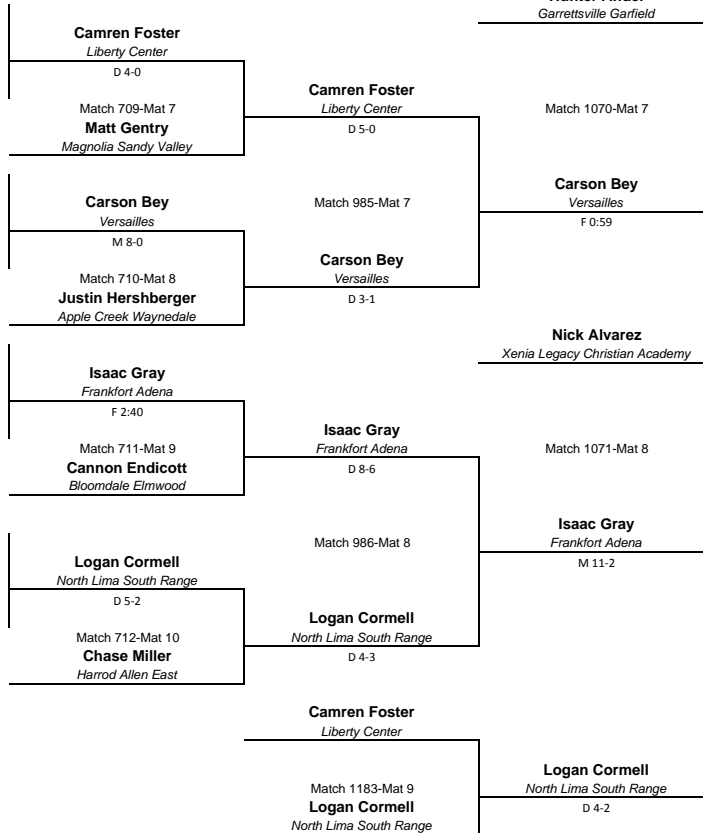 Camren Foster
Liberty Center
D 4-0
Match 709-Mat 7
Matt Gentry
Magnolia Sandy Valley
Carson Bey
Versailles
M 8-0
Match 710-Mat 8
Justin Hershberger
Apple Creek Waynedale
Isaac Gray
Frankfort Adena
F 2:40
Match 711-Mat 9
Cannon Endicott
Bloomdale Elmwood
Logan Cormell
North Lima South Range
D 5-2
Match 712-Mat 10
Chase Miller
Harrod Allen East
Camren Foster
Liberty Center
D 5-0
Match 985-Mat 7
Carson Bey
Versailles
D 3-1
Isaac Gray
Frankfort Adena
D 8-6
Match 986-Mat 8
Logan Cormell
North Lima South Range
D 4-3
Camren Foster
Liberty Center
Match 1183-Mat 9
Logan Cormell
North Lima South Range
Garrettsville Garfield
Match 1070-Mat 7
Carson Bey
Versailles
F 0:59
Nick Alvarez
Xenia Legacy Christian Academy
Match 1071-Mat 8
Isaac Gray
Frankfort Adena
M 11-2
Logan Cormell
North Lima South Range
D 4-2